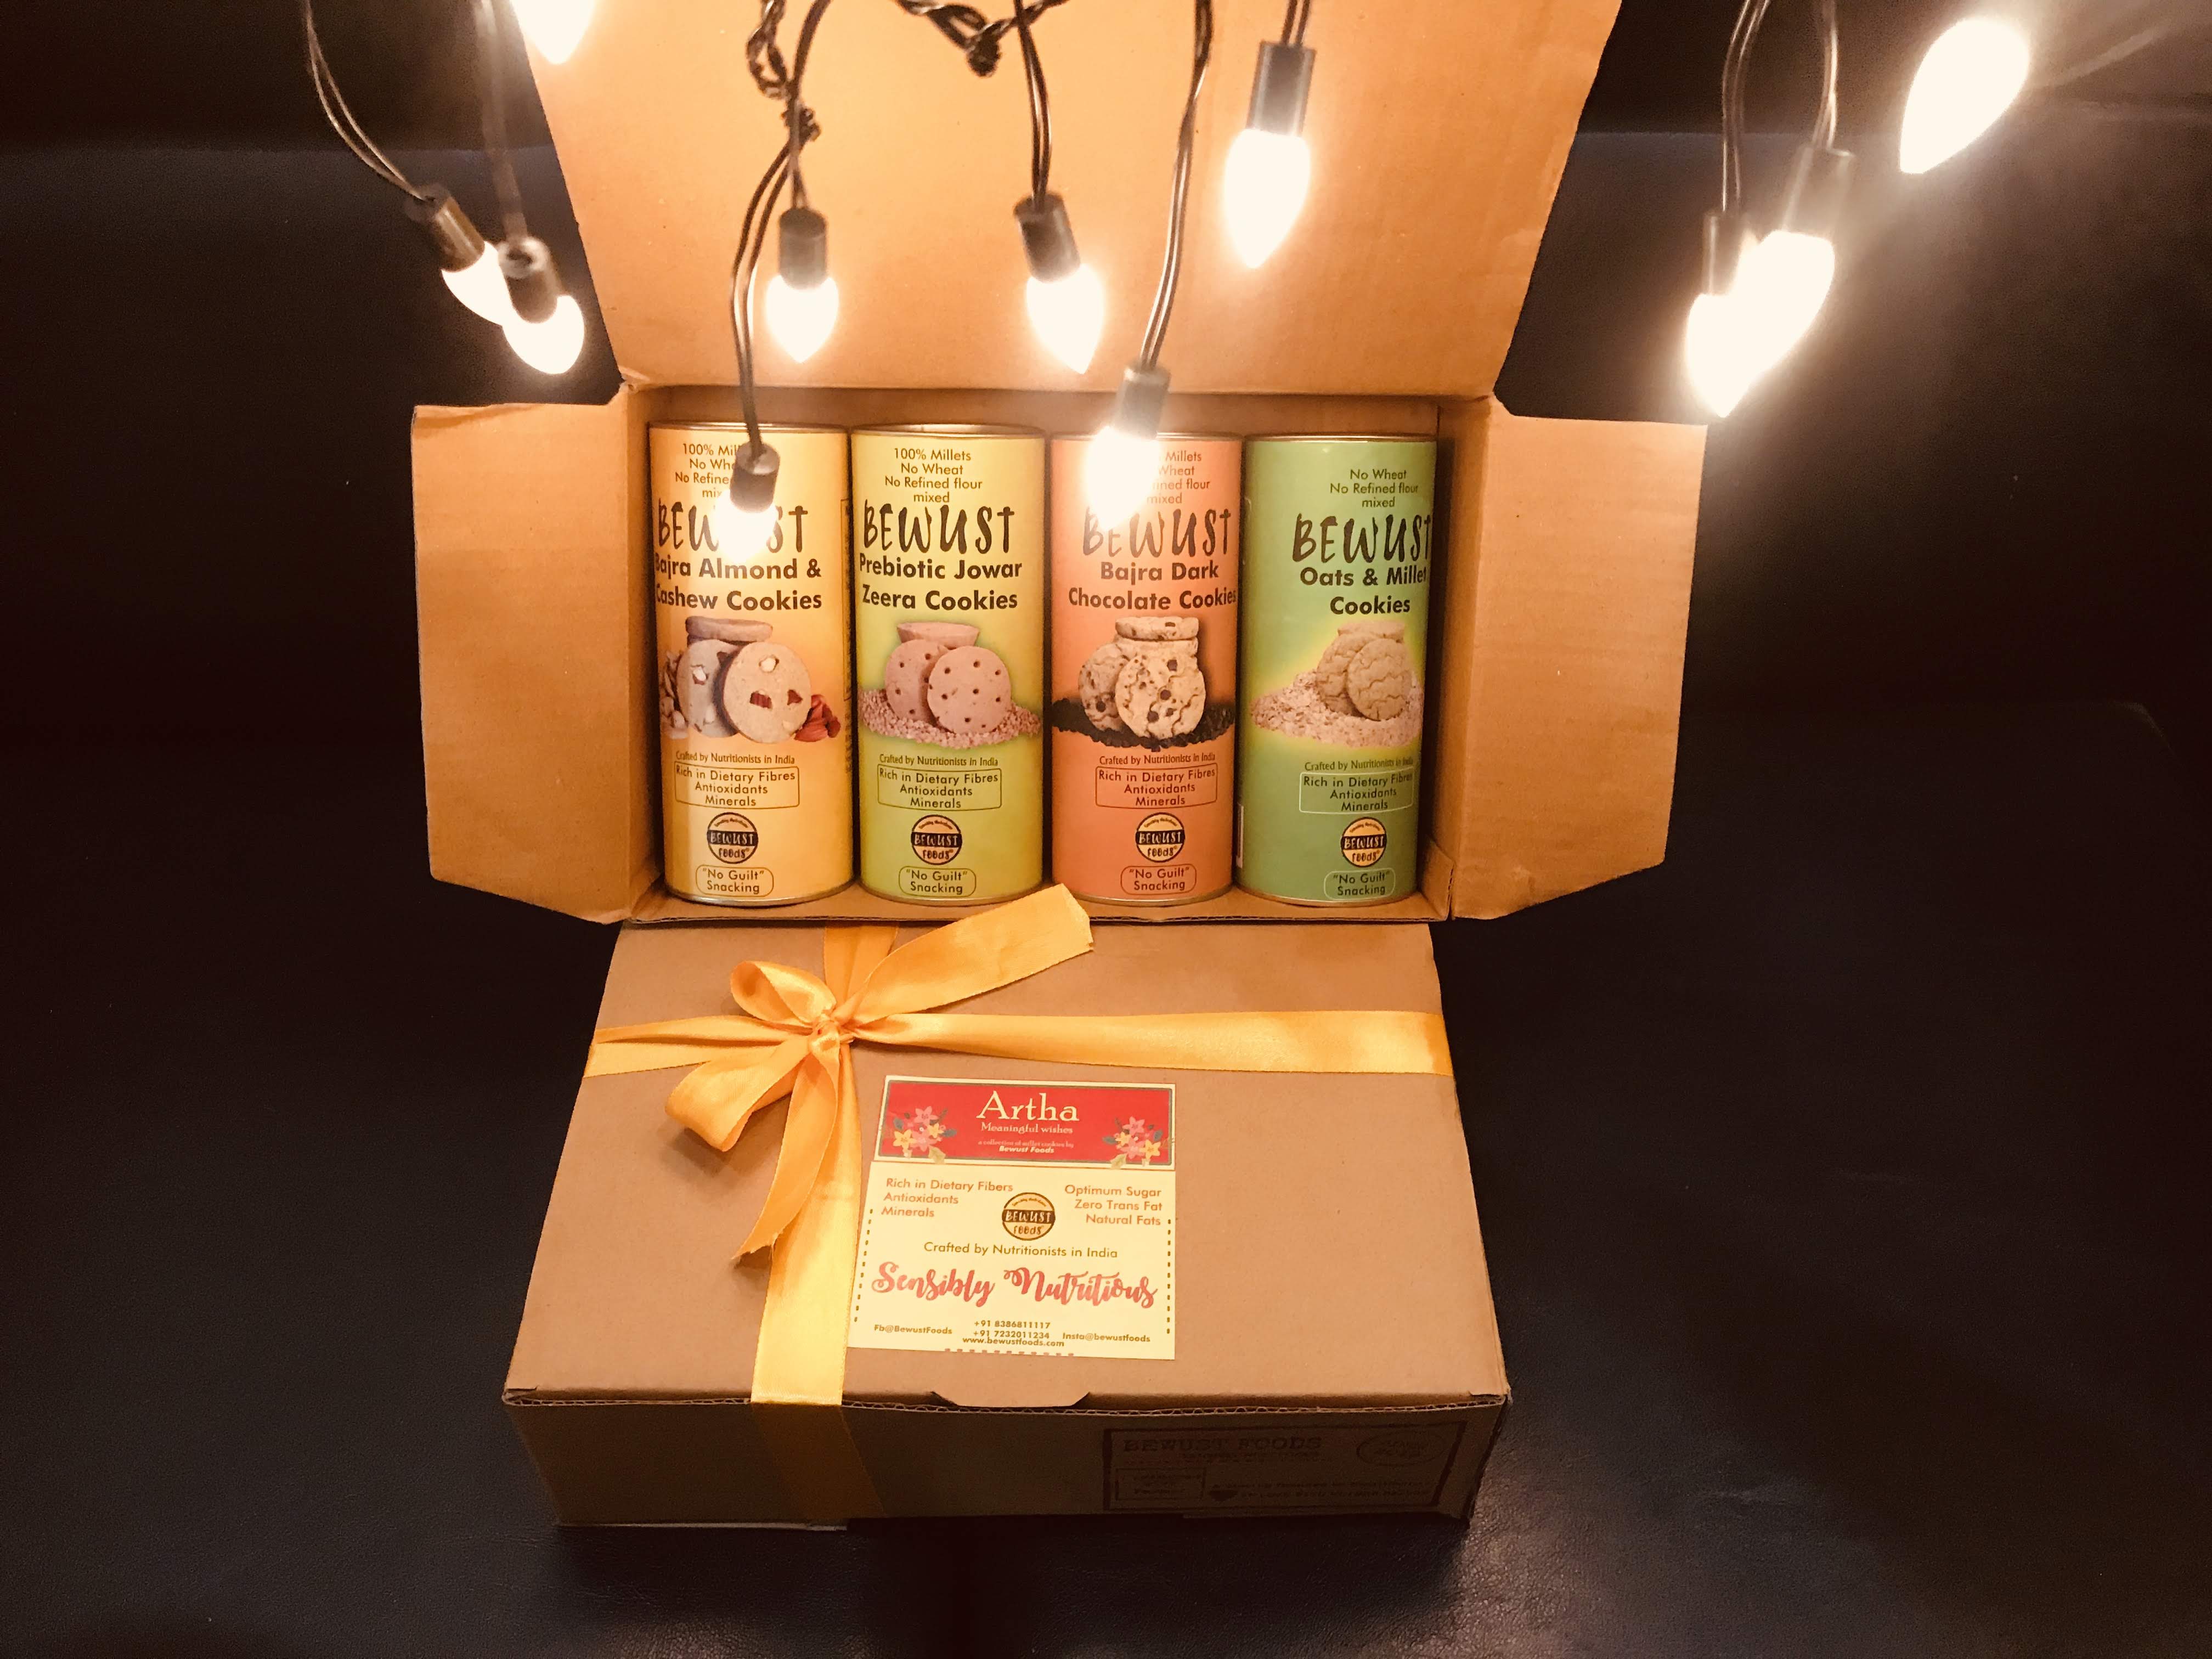 100% Mil
No Whe
No Refine
mix
BEWUST
Bajra Almond &
Cashew Cookies
Crafted by Nutritionists in India
Rich in Dietary Fibres
Antioxidants
Minerals
BEWUST
FOODS
"No Guilt"
Snacking
100% Millets
No Wheat
No Refined flour
mixed
BEWUST
Prebiotic Jowar
Zeera Cookies
Crafted by Nutritionists in India
Rich in Dietary Fibres
Antioxidants
Minerals
BEWUST
FOODS
"No Guilt"
Snacking
Millets
Wheat
ined flour
mixed
BEWUST
Bajra Dark
Chocolate Cookies
Crafted by Nutritionists in India
Rich in Dietary Fibres
Antioxidants
Minerals
BEWUST
FOODS
"No Guilt"
Snacking
No Wheat
No Refined flour
mixed
BEWUST
Oats & Millet
Cookies
Crafted by Nutritionists in India
Rich in Dietary Fibres
Antioxidants
Minerals
BEWUST
FOODS
"No Guilt"
Snacking
Artha
Meaningful wishes
a collection of millet cookies by
Bewust Foods
Rich in Dietary Fibers
Antioxidants
Minerals
BEWUST
FOODS
Optimum Sugar
Zero Trans Fat
Natural Fats
Crafted by Nutritionists in India
Sensibly Nutritious
Fb@BewustFoods
+91 8386811117
+91 7232011234
www.bewustfoods.com
Insta@bewustfoods
BEWUST FOODS